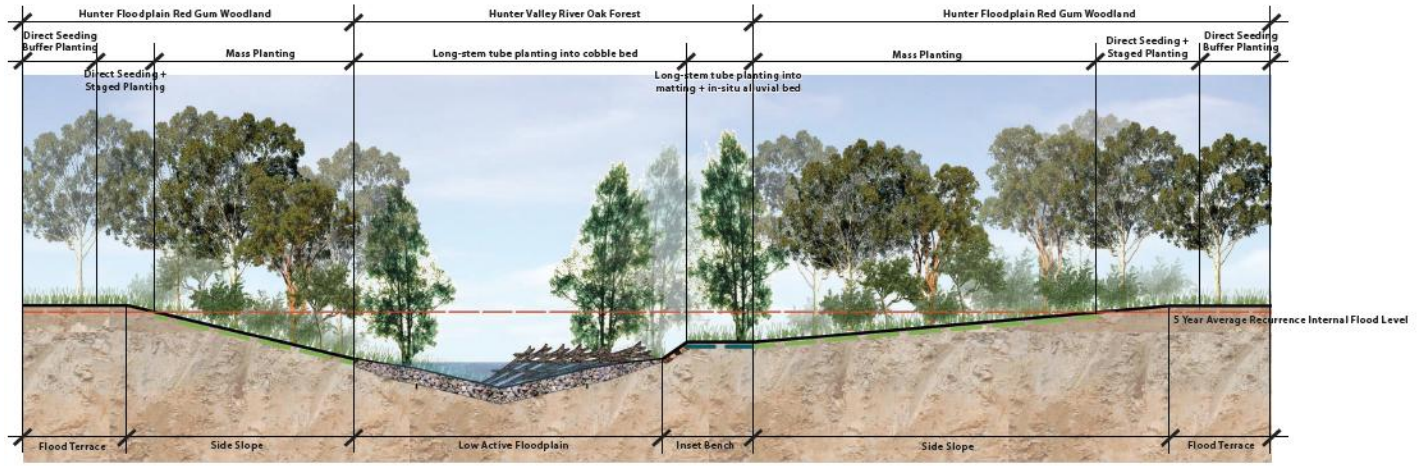 Hunter Floodplain Red Gum Woodland
Hunter Valley River Oak Forest
Hunter Floodplain Red Gum Woodland
Direct Seeding
Buffer Planting
Direct Seeding +
Staged Planting
Mass Planting
Long-stem tube planting into cobble bed
Long-stem tube planting into
matting + in-situ alluvial bed
Mass Planting
Direct Seeding +
Staged Planting
Direct Seeding
Buffer Planting
5 Year Average Recurrence Internal Flood Level
Flood Terrace
Side Slope
Low Active Floodplain
Inset Bench
Side Slope
Flood Terrace